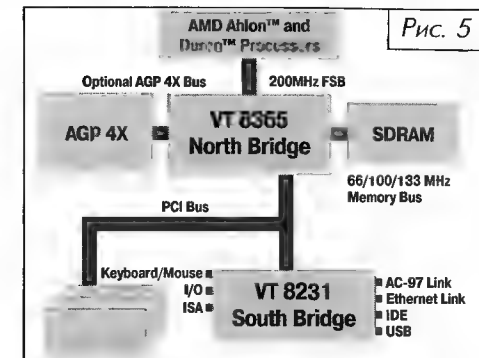 Рис. 5
AMD Ahlon™ and
Optional AGP 4X Bus
200MHz FSB
AGP 4X
VT 8365
North Bridge
SDRAM
66/100/133 MHz
Memory Bus
PCI Bus
Keyboard/Mouse
I/O
ISA
VT 8231
South Bridge
AC-97 Link
Ethernet Link
IDE
USB